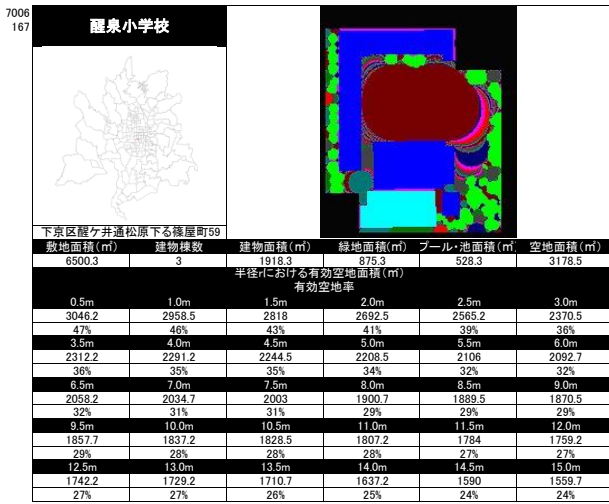 7006
167
醒泉小学校
下京区醒ケ井通松原下る篠屋町59
敷地面積(㎡) 建物棟数 建物面積(㎡) 緑地面積(㎡) プール・池面積(㎡) 空地面積(㎡)
6500.3 3 1918.3 875.3 528.3 3178.5
半径rにおける有効空地面積(㎡)
有効空地率
0.5m 1.0m 1.5m 2.0m 2.5m 3.0m
3046.2 2958.5 2818 2692.5 2565.2 2370.5
47% 46% 43% 41% 39% 36%
3.5m 4.0m 4.5m 5.0m 5.5m 6.0m
2312.2 2291.2 2244.5 2208.5 2106 2092.7
36% 35% 35% 34% 32% 32%
6.5m 7.0m 7.5m 8.0m 8.5m 9.0m
2058.2 2034.7 2003 1900.7 1889.5 1870.5
32% 31% 31% 29% 29% 29%
9.5m 10.0m 10.5m 11.0m 11.5m 12.0m
1857.7 1837.2 1828.5 1807.2 1784 1759.2
29% 28% 28% 28% 27% 27%
12.5m 13.0m 13.5m 14.0m 14.5m 15.0m
1742.2 1729.2 1710.7 1637.2 1590 1559.7
27% 27% 26% 25% 24% 24%